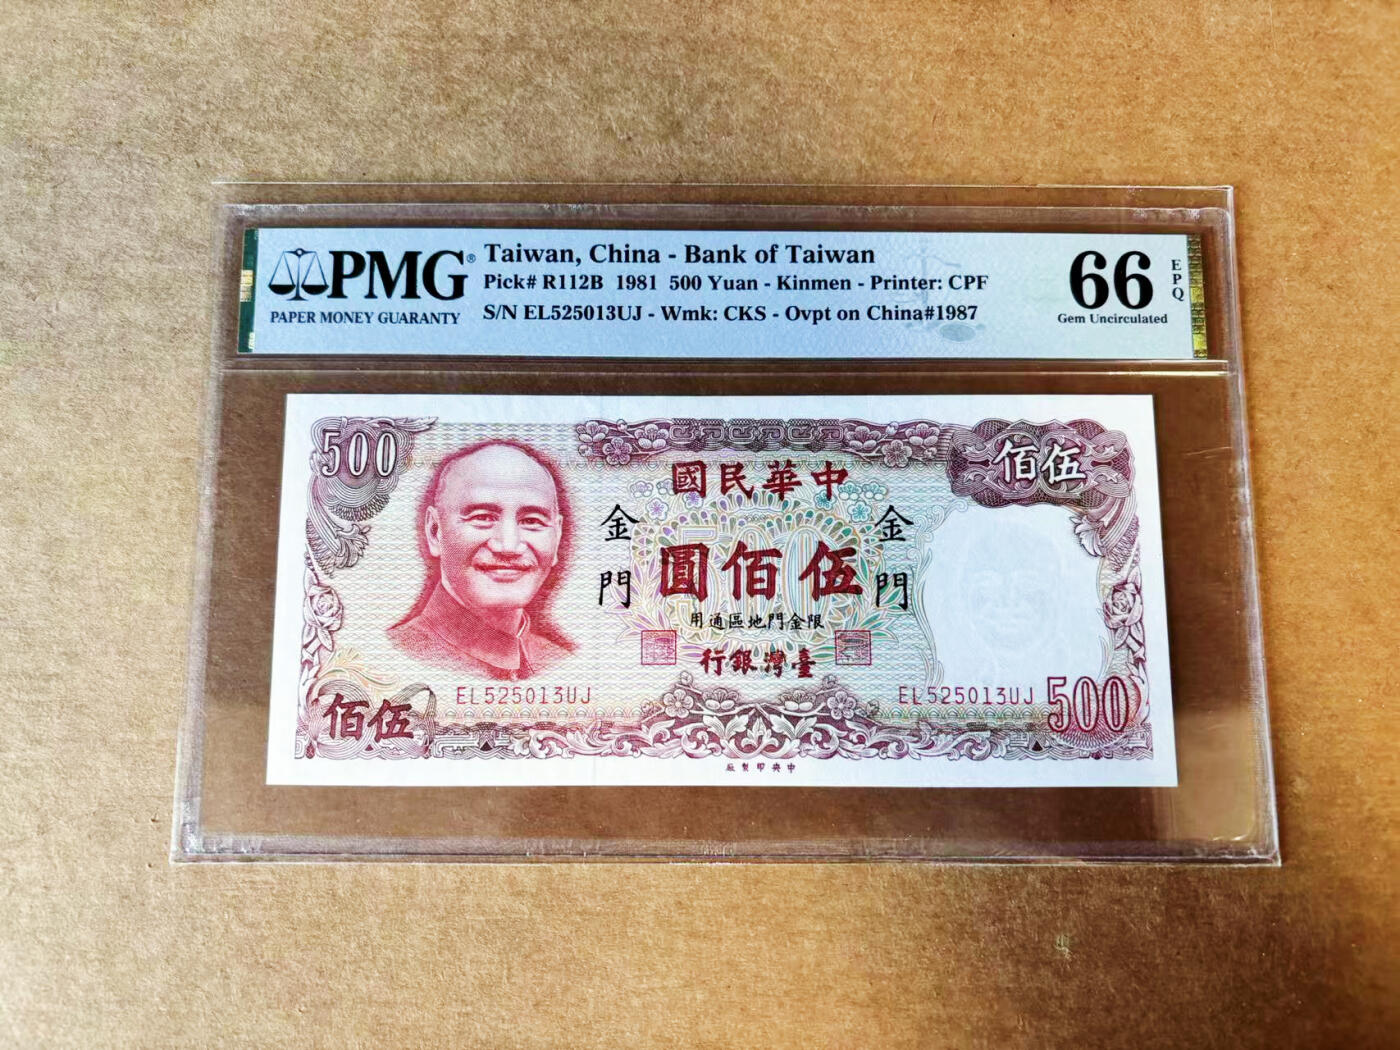 PMG®
PAPER MONEY GUARANTY
Taiwan, China - Bank of Taiwan
Pick# R112B 1981 500 Yuan - Kinmen - Printer: CPF
S/N EL525013UJ - Wmk: CKS - Ovpt on China#1987
66
EPQ
Gem Uncirculated
500
佰伍
國民華中
金門
金門
圓佰伍
用通區地門金限
行銀灣臺
EL525013UJ
EL525013UJ
佰伍
500
廠製印央中